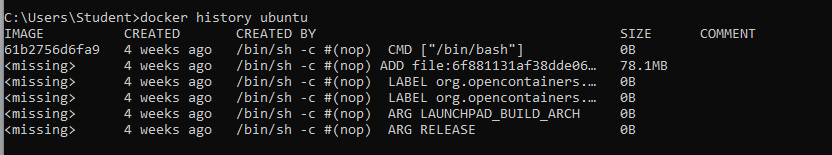 C:\Users\Student>docker history ubuntu
IMAGE CREATED CREATED BY SIZE COMMENT
61b2756d6fa9 4 weeks ago /bin/sh -c #(nop) CMD ["/bin/bash"] 0B
<missing> 4 weeks ago /bin/sh -c #(nop) ADD file:6f881131af38dde06… 78.1MB
<missing> 4 weeks ago /bin/sh -c #(nop) LABEL org.opencontainers.… 0B
<missing> 4 weeks ago /bin/sh -c #(nop) LABEL org.opencontainers.… 0B
<missing> 4 weeks ago /bin/sh -c #(nop) ARG LAUNCHPAD_BUILD_ARCH 0B
<missing> 4 weeks ago /bin/sh -c #(nop) ARG RELEASE 0B